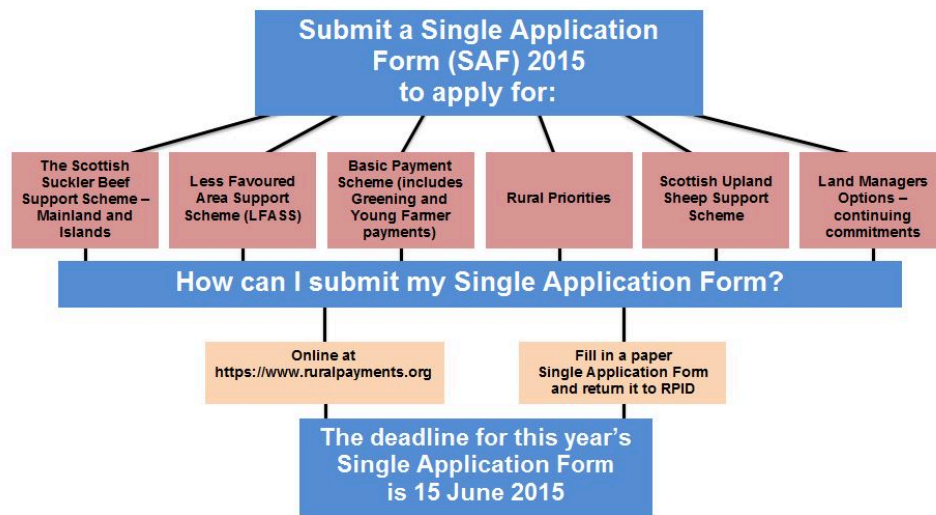 Submit a Single Application
Form (SAF) 2015
to apply for:
The Scottish
Suckler Beef
Support Scheme –
Mainland and
Islands
Less Favoured
Area Support
Scheme (LFASS)
Basic Payment
Scheme (includes
Greening and
Young Farmer
payments)
Rural Priorities
Scottish Upland
Sheep Support
Scheme
Land Managers
Options –
continuing
commitments
How can I submit my Single Application Form?
Online at
https://www.ruralpayments.org
Fill in a paper
Single Application Form
and return it to RPID
The deadline for this year’s
Single Application Form
is 15 June 2015